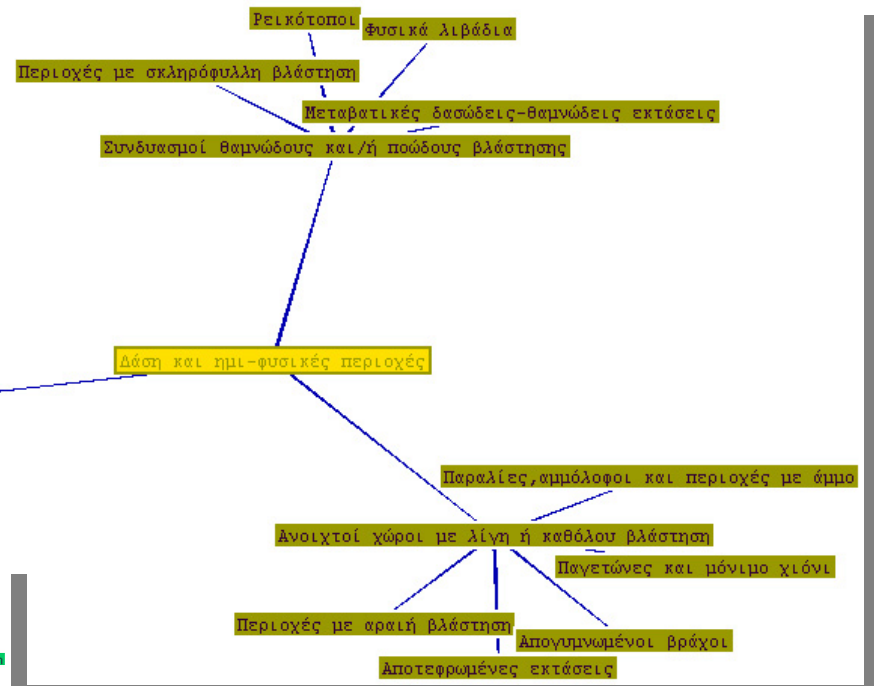 Ρεικότοποι
Φυσικά λιβάδια
Περιοχές με σκληρόφυλλη βλάστηση
Μεταβατικές δασώδεις-θαμνώδεις εκτάσεις
Συνδυασμοί θαμνώδους και/ή ποώδους βλάστησης
Δάση και ημι-φυσικές περιοχές
Παραλίες,αμμόλοφοι και περιοχές με άμμο
Ανοιχτοί χώροι με λίγη ή καθόλου βλάστηση
Παγετώνες και μόνιμο χιόνι
Περιοχές με αραιή βλάστηση
Απογυμνωμένοι βράχοι
Αποτεφρωμένες εκτάσεις